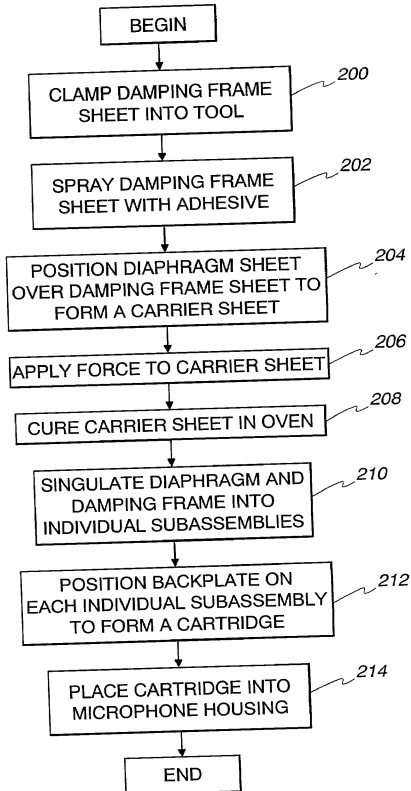 BEGIN
CLAMP DAMPING FRAME
SHEET INTO TOOL
200
SPRAY DAMPING FRAME
SHEET WITH ADHESIVE
202
POSITION DIAPHRAGM SHEET
OVER DAMPING FRAME SHEET TO
FORM A CARRIER SHEET
204
APPLY FORCE TO CARRIER SHEET
206
CURE CARRIER SHEET IN OVEN
208
SINGULATE DIAPHRAGM AND
DAMPING FRAME INTO
INDIVIDUAL SUBASSEMBLIES
210
POSITION BACKPLATE ON
EACH INDIVIDUAL SUBASSEMBLY
TO FORM A CARTRIDGE
212
PLACE CARTRIDGE INTO
MICROPHONE HOUSING
214
END